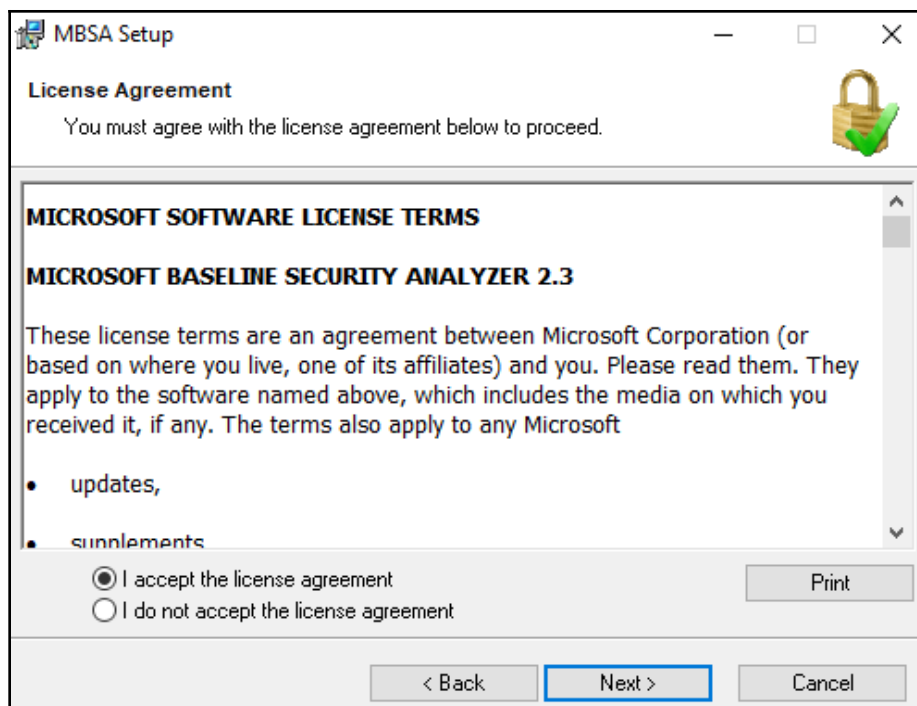 MBSA Setup
License Agreement
You must agree with the license agreement below to proceed.
MICROSOFT SOFTWARE LICENSE TERMS
MICROSOFT BASELINE SECURITY ANALYZER 2.3
These license terms are an agreement between Microsoft Corporation (or
based on where you live, one of its affiliates) and you. Please read them. They
apply to the software named above, which includes the media on which you
received it, if any. The terms also apply to any Microsoft
• updates,
• supplements
I accept the license agreement
Print
I do not accept the license agreement
< Back
Next >
Cancel